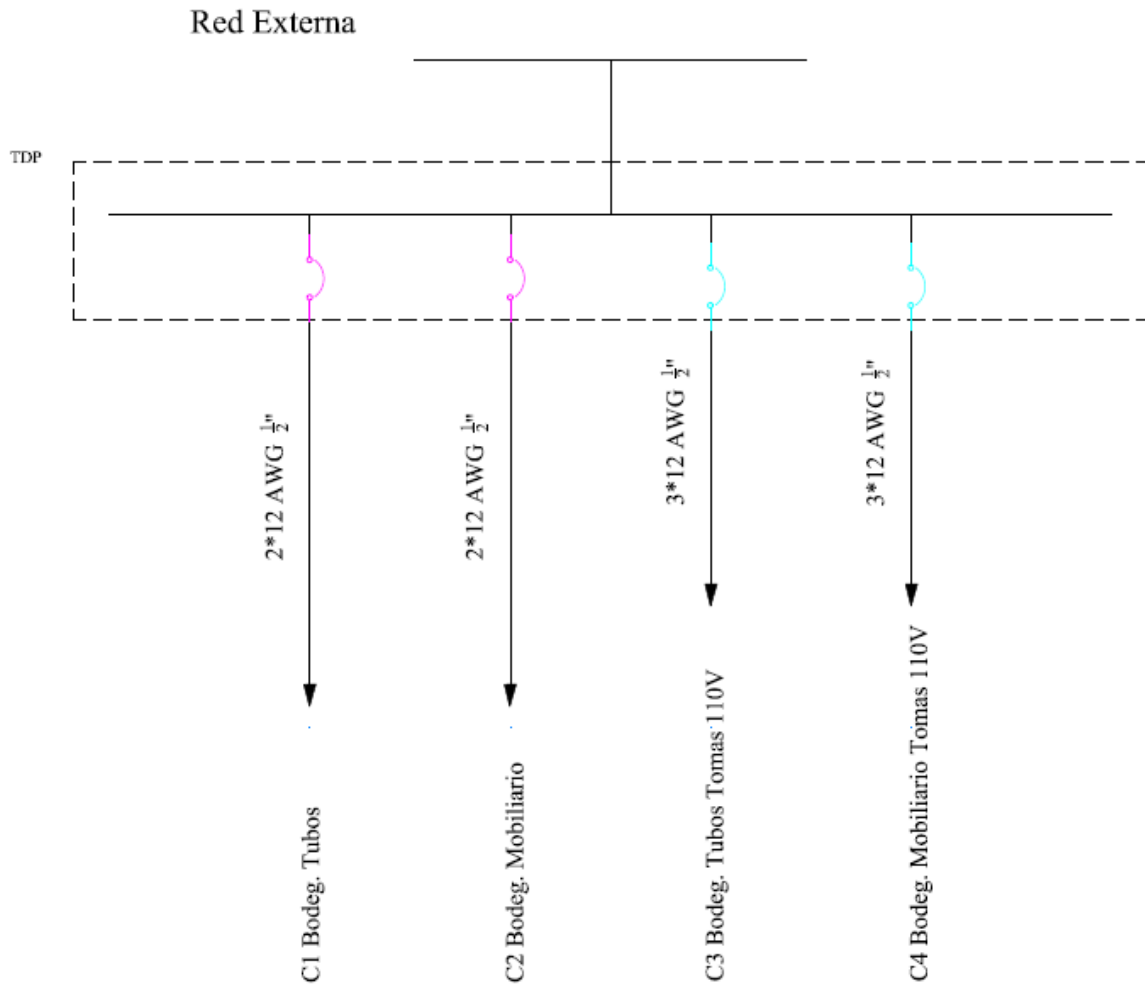 Red Externa
TDP
2*12 AWG 1/2"
2*12 AWG 1/2"
3*12 AWG 1/2"
3*12 AWG 1/2"
C1 Bodeg. Tubos
C2 Bodeg. Mobiliario
C3 Bodeg. Tubos Tomas 110V
C4 Bodeg. Mobiliario Tomas 110V